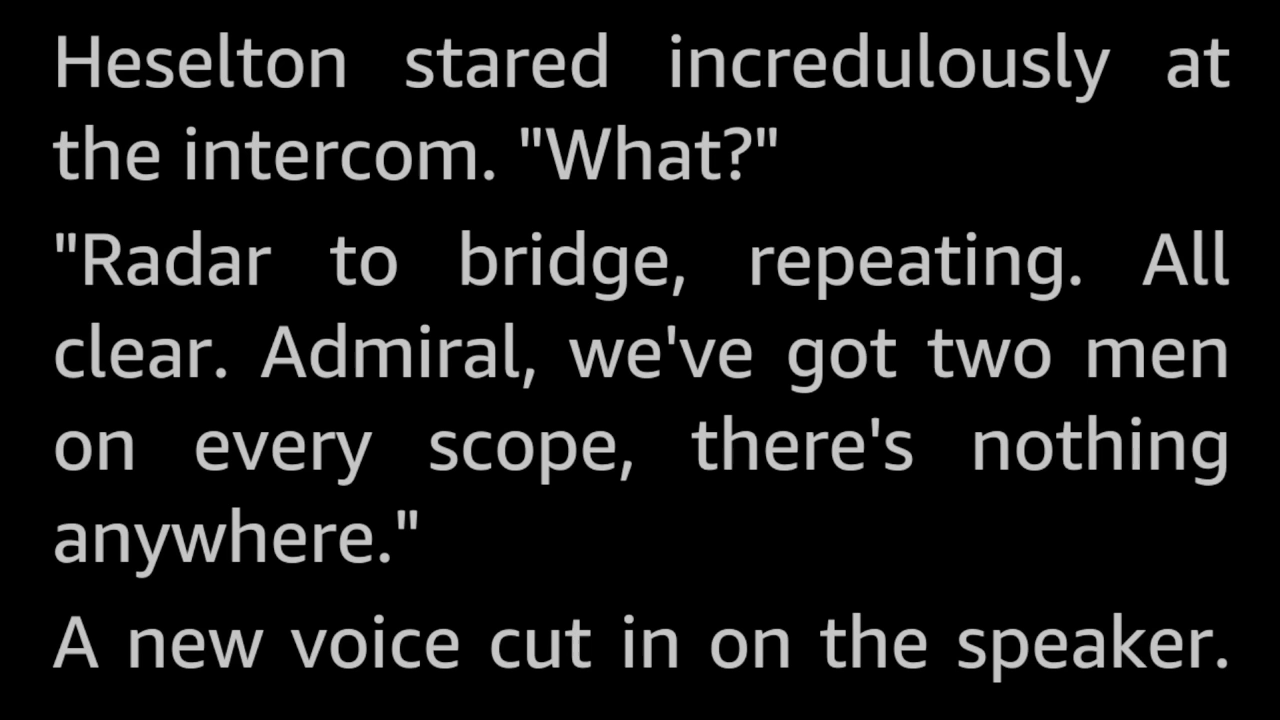 Heselton stared incredulously at
the intercom. "What?"
"Radar to bridge, repeating. All
clear. Admiral, we've got two men
on every scope, there's nothing
anywhere."
A new voice cut in on the speaker.